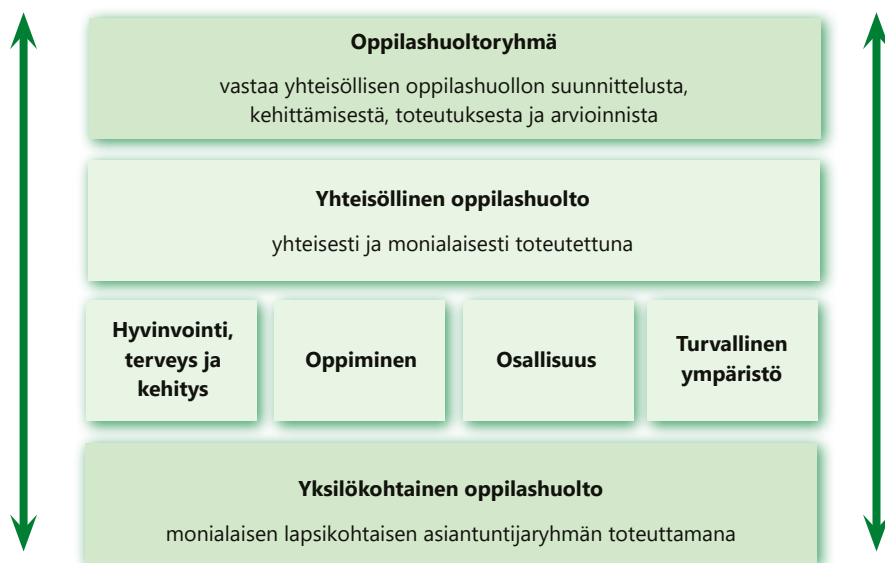 Oppilashuoltoryhmä
vastaa yhteisöllisen oppilashuollon suunnittelusta,
kehittämisestä, toteutuksesta ja arvioinnista
Yhteisöllinen oppilashuolto
yhteisesti ja monialaisesti toteutettuna
Hyvinvointi,
terveys ja
kehitys
Oppiminen
Osallisuus
Turvallinen
ympäristö
Yksilökohtainen oppilashuolto
monialaisen lapsikohtaisen asiantuntijaryhmän toteuttamana